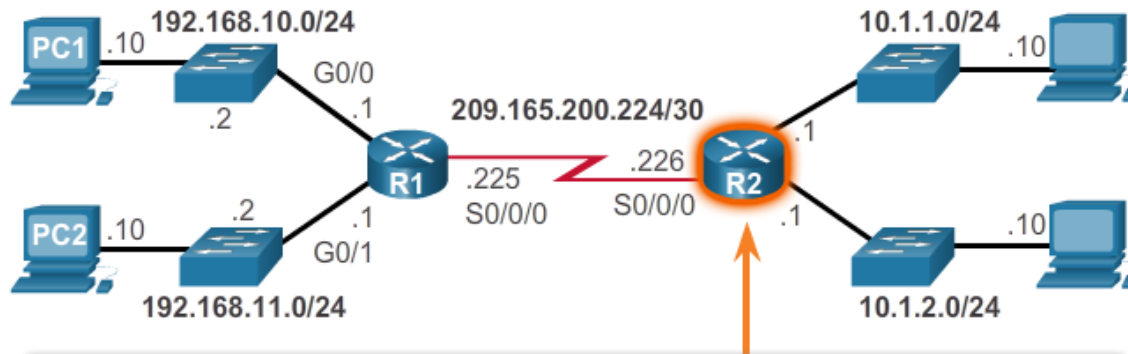 192.168.10.0/24
10.1.1.0/24
PC1
.10
.10
G0/0
.2
.1
209.165.200.224/30
.1
R1
.225
S0/0/0
.226
S0/0/0
R2
PC2
.10
.2
.1
G0/1
.1
.10
192.168.11.0/24
10.1.2.0/24